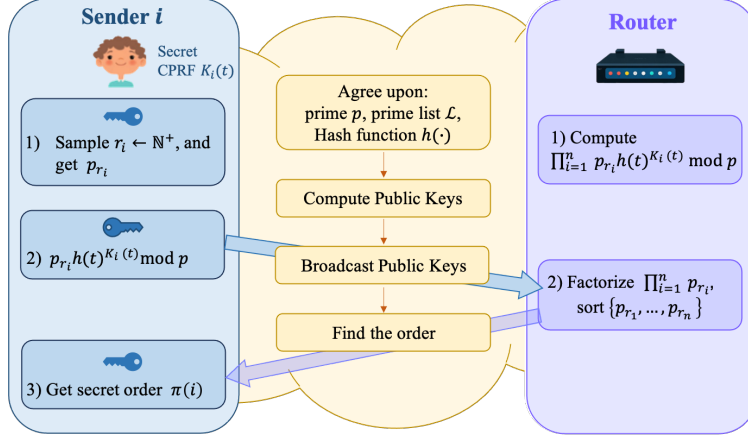 Sender i
Secret
CPRF K_i(t)
1) Sample r_i ← ℕ⁺, and
get p_{r_i}
2) p_{r_i}h(t)^{K_i(t)} mod p
3) Get secret order π(i)
Agree upon:
prime p, prime list ℒ,
Hash function h(·)
Compute Public Keys
Broadcast Public Keys
Find the order
Router
1) Compute
∏_{i=1}^{n} p_{r_i}h(t)^{K_i(t)} mod p
2) Factorize ∏_{i=1}^{n} p_{r_i},
sort {p_{r_1}, …, p_{r_n}}